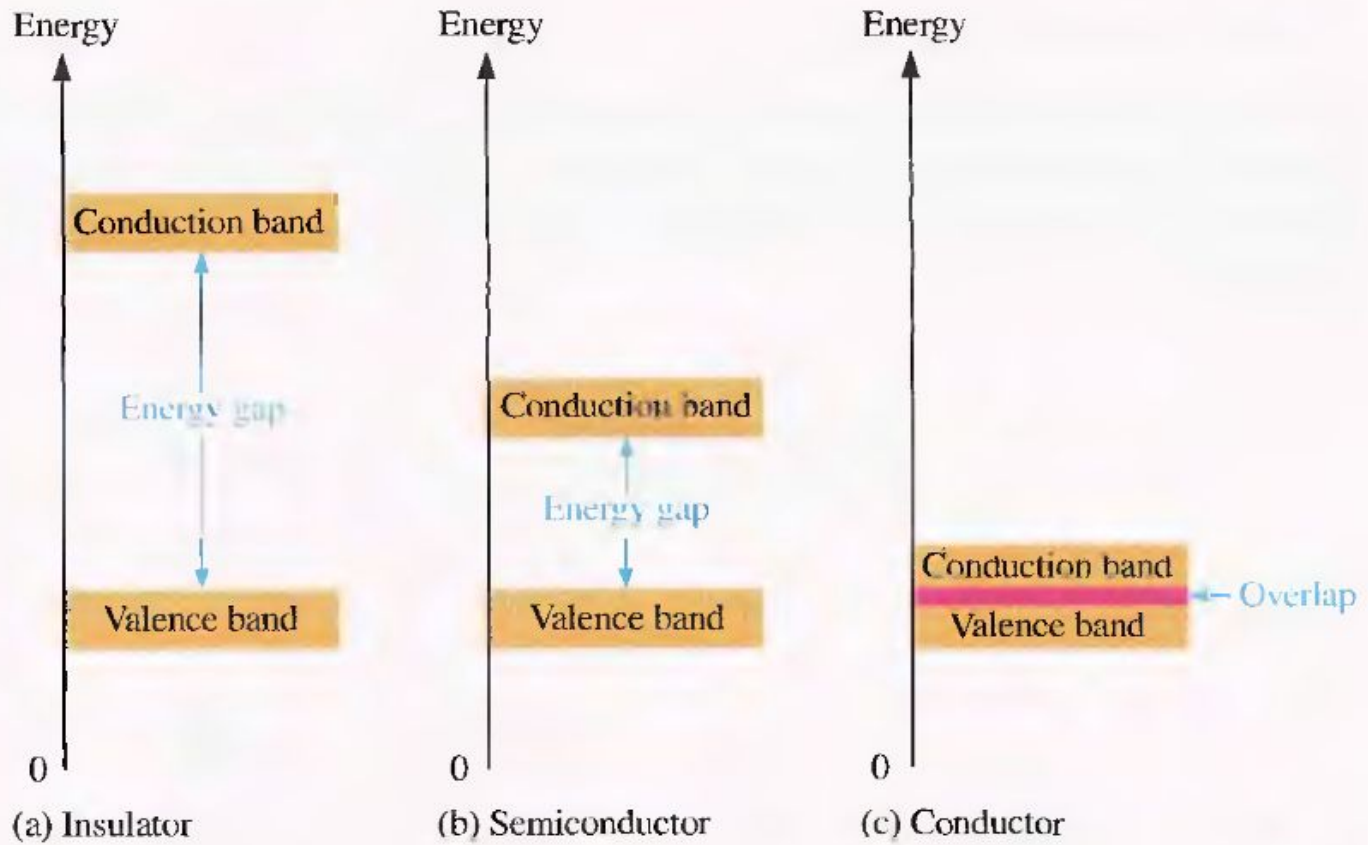 Energy
Conduction band
Energy gap
Valence band
0
(a) Insulator
Energy
Conduction band
Energy gap
Valence band
0
(b) Semiconductor
Energy
Conduction band
Overlap
Valence band
0
(c) Conductor